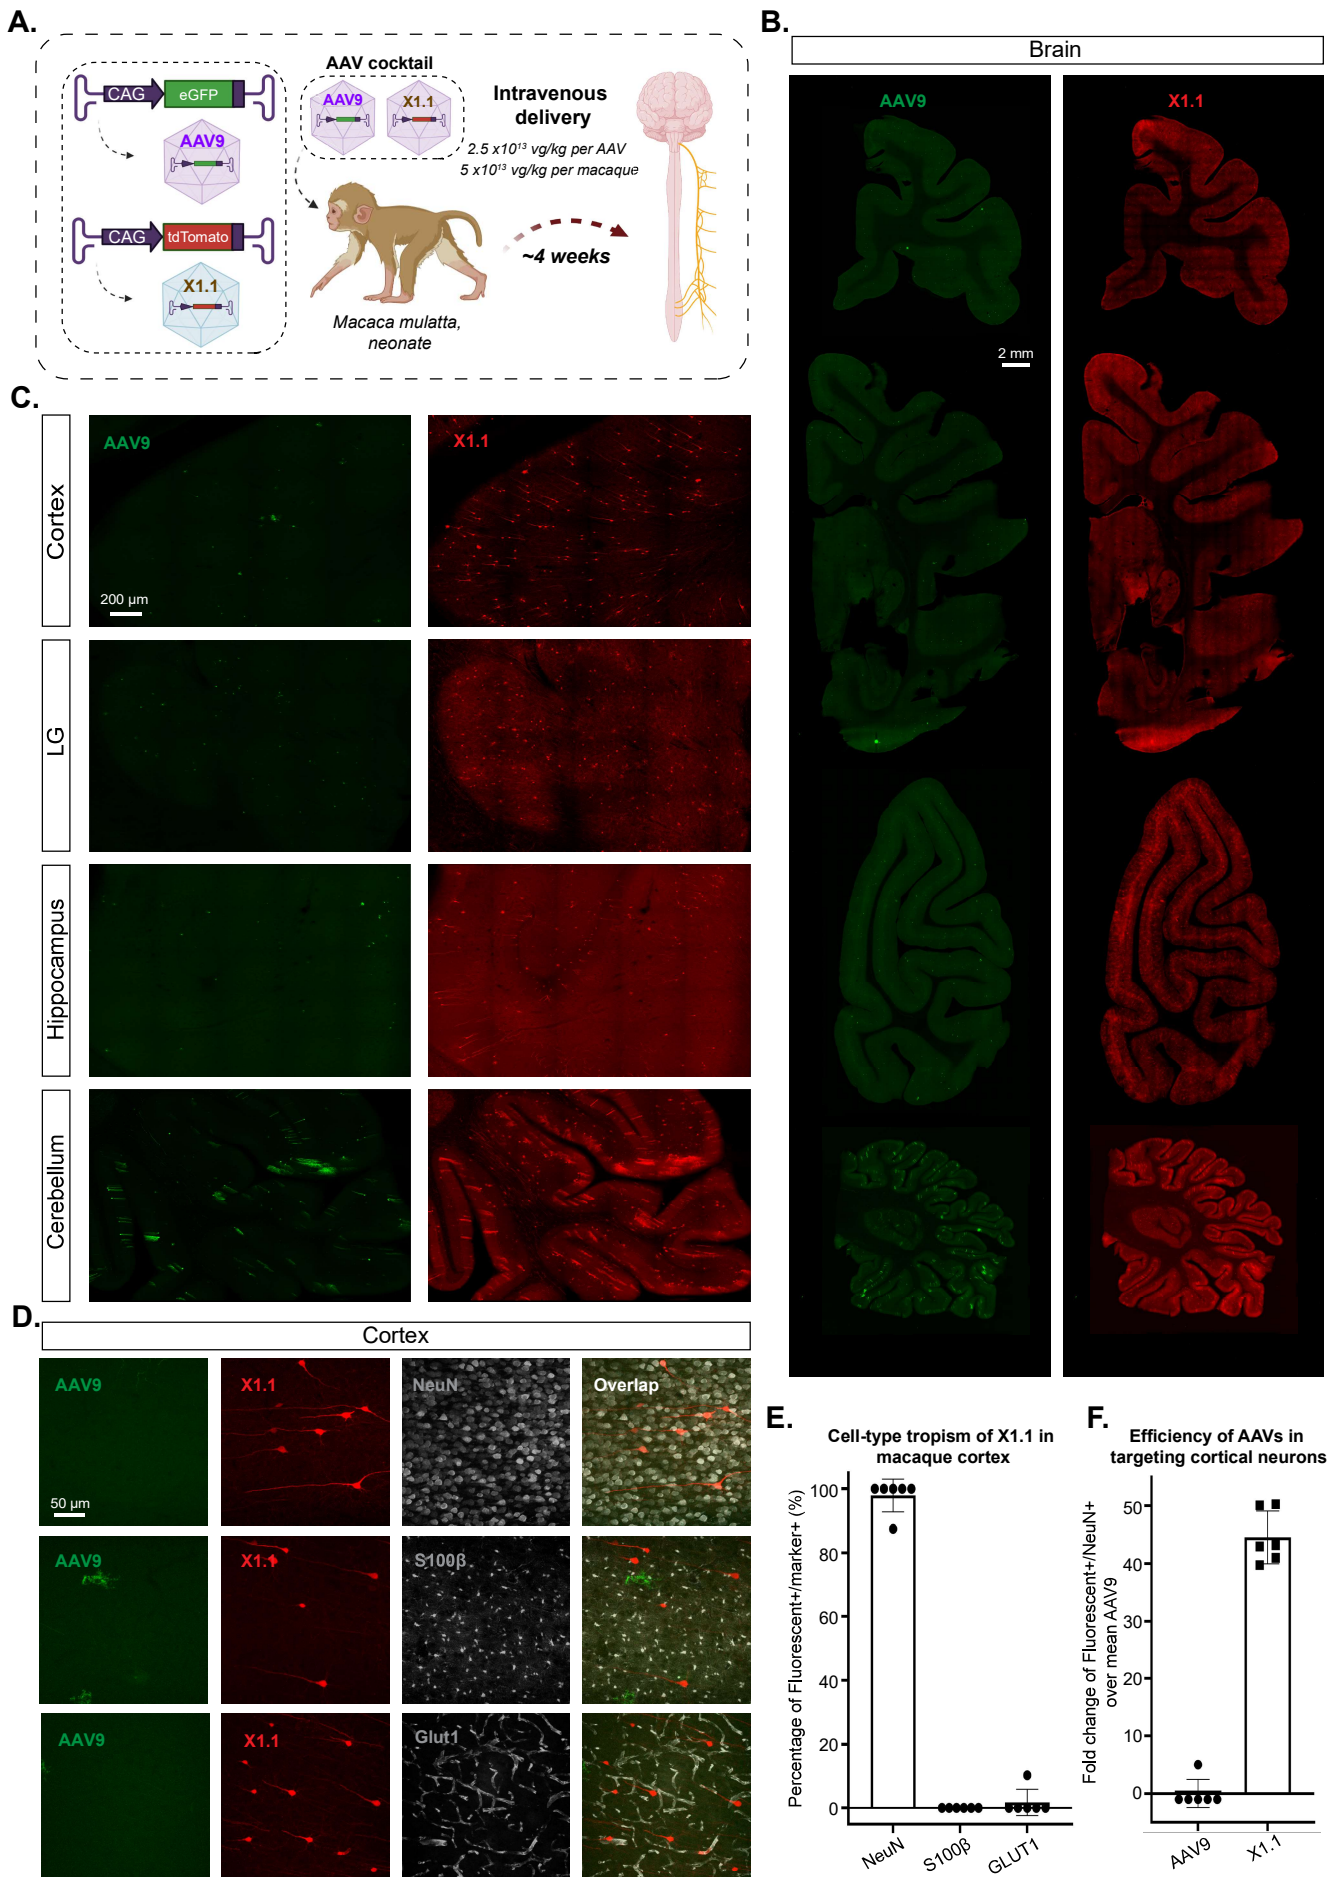 A.
CAG
eGFP
AAV9
CAG
tdTomato
X1.1
AAV cocktail
AAV9
X1.1
Intravenous
delivery
2.5 x10¹³ vg/kg per AAV
5 x10¹³ vg/kg per macaque
~4 weeks
Macaca mulatta,
neonate
B.
Brain
AAV9
X1.1
2 mm
C.
Cortex
AAV9
X1.1
200 µm
LG
Hippocampus
Cerebellum
D.
Cortex
AAV9
X1.1
NeuN
Overlap
50 µm
AAV9
X1.1
S100β
AAV9
X1.1
Glut1
E.
Cell-type tropism of X1.1 in
macaque cortex
Percentage of Fluorescent+/marker+ (%)
100
80
60
40
20
0
NeuN
S100β
GLUT1
F.
Efficiency of AAVs in
targeting cortical neurons
Fold change of Fluorescent+/NeuN+
over mean AAV9
50
40
30
20
10
0
AAV9
X1.1